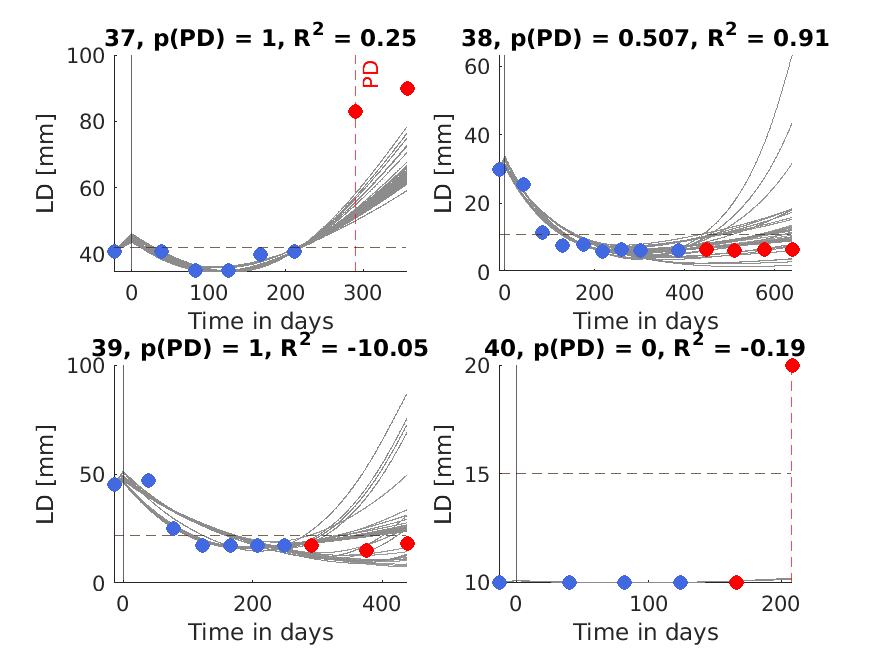 37, p(PD) = 1, R² = 0.25
100
80
60
40
LD [mm]
PD
0
100
200
300
Time in days
38, p(PD) = 0.507, R² = 0.91
60
40
20
0
LD [mm]
0
200
400
600
Time in days
39, p(PD) = 1, R² = -10.05
100
50
0
LD [mm]
0
200
400
Time in days
40, p(PD) = 0, R² = -0.19
20
15
10
LD [mm]
0
100
200
Time in days